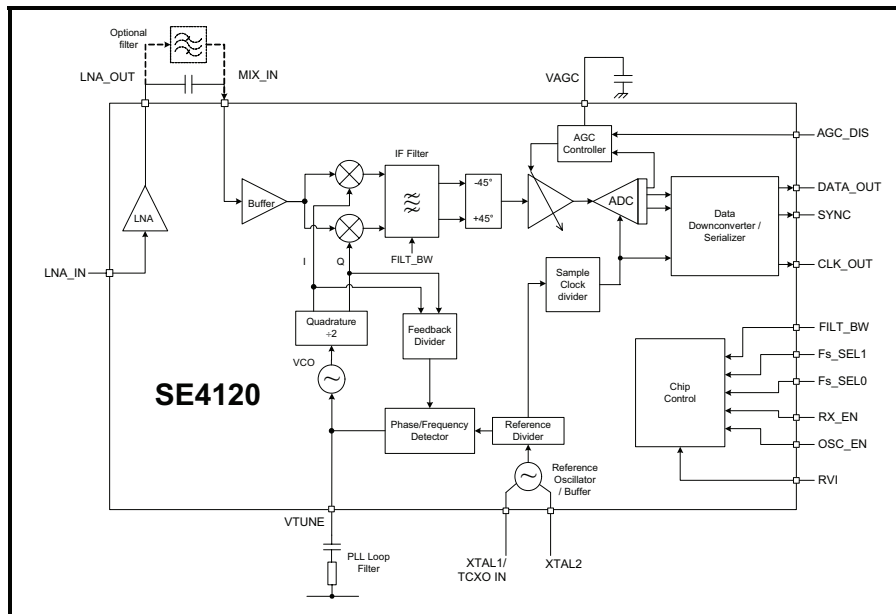 Optional
filter
LNA_OUT
MIX_IN
VAGC
AGC_DIS
AGC
Controller
IF Filter
-45°
+45°
Buffer
LNA
ADC
DATA_OUT
SYNC
Data
Downconverter /
Serializer
CLK_OUT
LNA_IN
I
Q
FILT_BW
Sample
Clock
divider
Quadrature
÷2
Feedback
Divider
VCO
SE4120
Phase/Frequency
Detector
Reference
Divider
Reference
Oscillator
/ Buffer
Chip
Control
FILT_BW
Fs_SEL1
Fs_SEL0
RX_EN
OSC_EN
RVI
VTUNE
PLL Loop
Filter
XTAL1/
TCXO IN
XTAL2